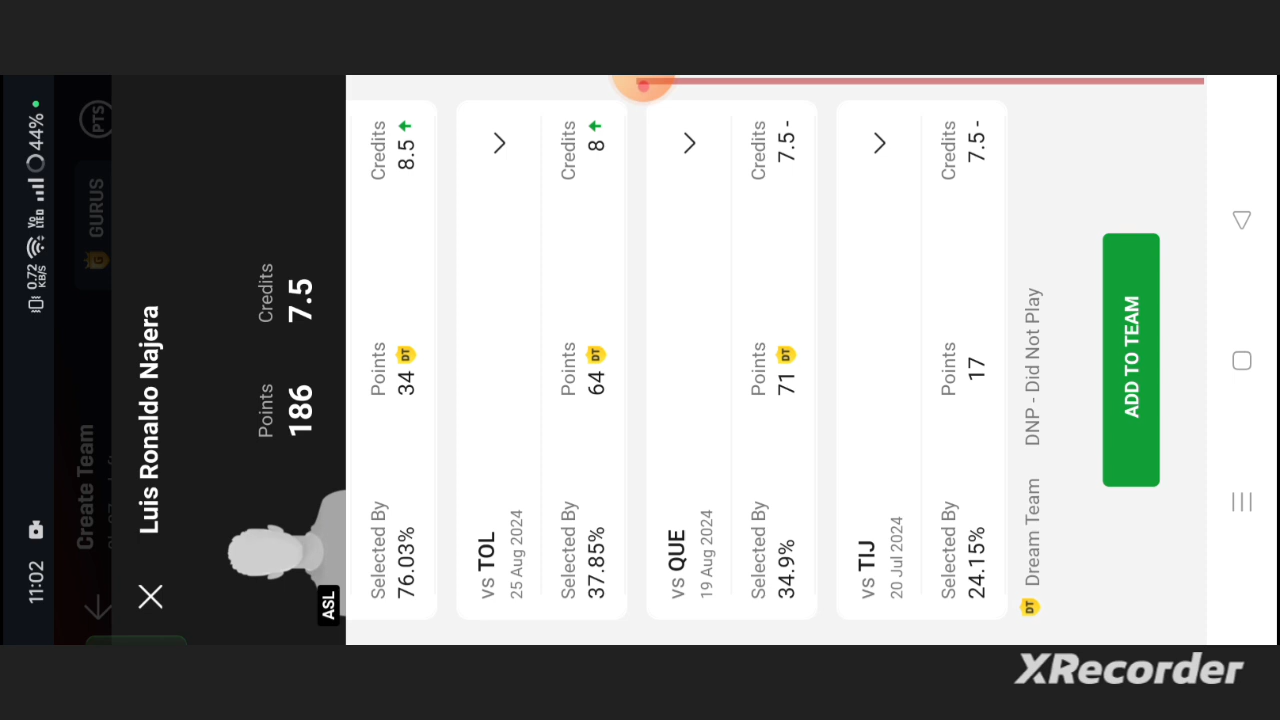 11:02
0.72 KB/S
Vo LTE
44%
Create Team
GURUS
PTS
Luis Ronaldo Najera
ASL
Points
Credits
186
7.5
Selected By
Points
Credits
76.03%
34 DT
8.5
vs TOL
25 Aug 2024
Selected By
Points
Credits
37.85%
64 DT
8
vs QUE
19 Aug 2024
Selected By
Points
Credits
34.9%
71 DT
7.5 -
vs TIJ
20 Jul 2024
Selected By
Points
Credits
24.15%
17
7.5 -
DT Dream Team
DNP - Did Not Play
ADD TO TEAM
XRecorder